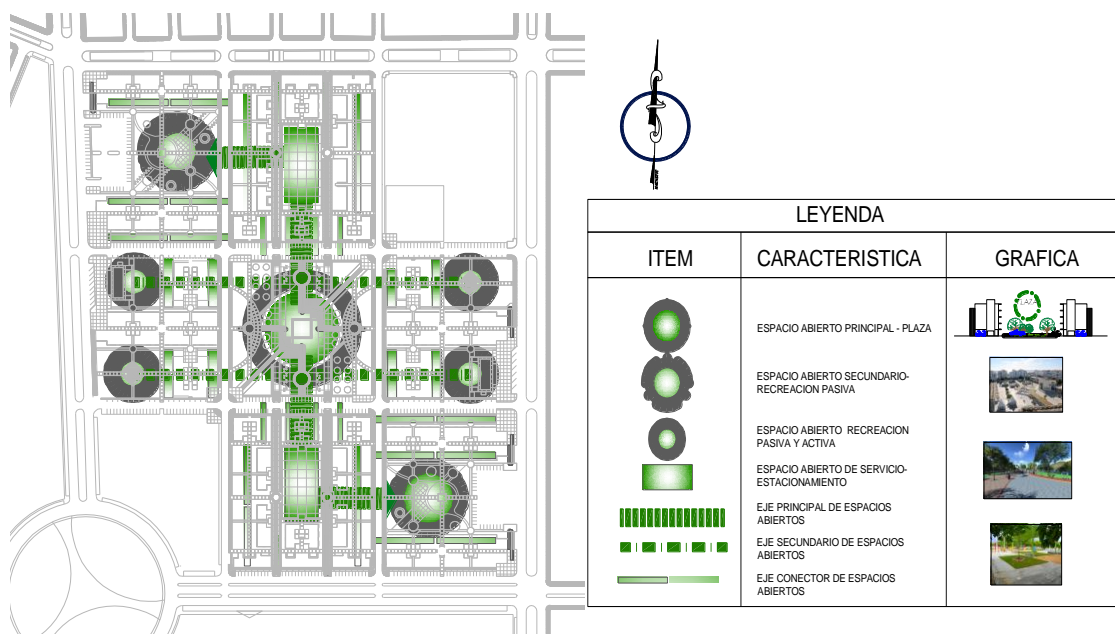 LEYENDA
ITEM
CARACTERISTICA
GRAFICA
ESPACIO ABIERTO PRINCIPAL - PLAZA
ESPACIO ABIERTO SECUNDARIO-
RECREACION PASIVA
ESPACIO ABIERTO RECREACION
PASIVA Y ACTIVA
ESPACIO ABIERTO DE SERVICIO-
ESTACIONAMIENTO
EJE PRINCIPAL DE ESPACIOS
ABIERTOS
EJE SECUNDARIO DE ESPACIOS
ABIERTOS
EJE CONECTOR DE ESPACIOS
ABIERTOS